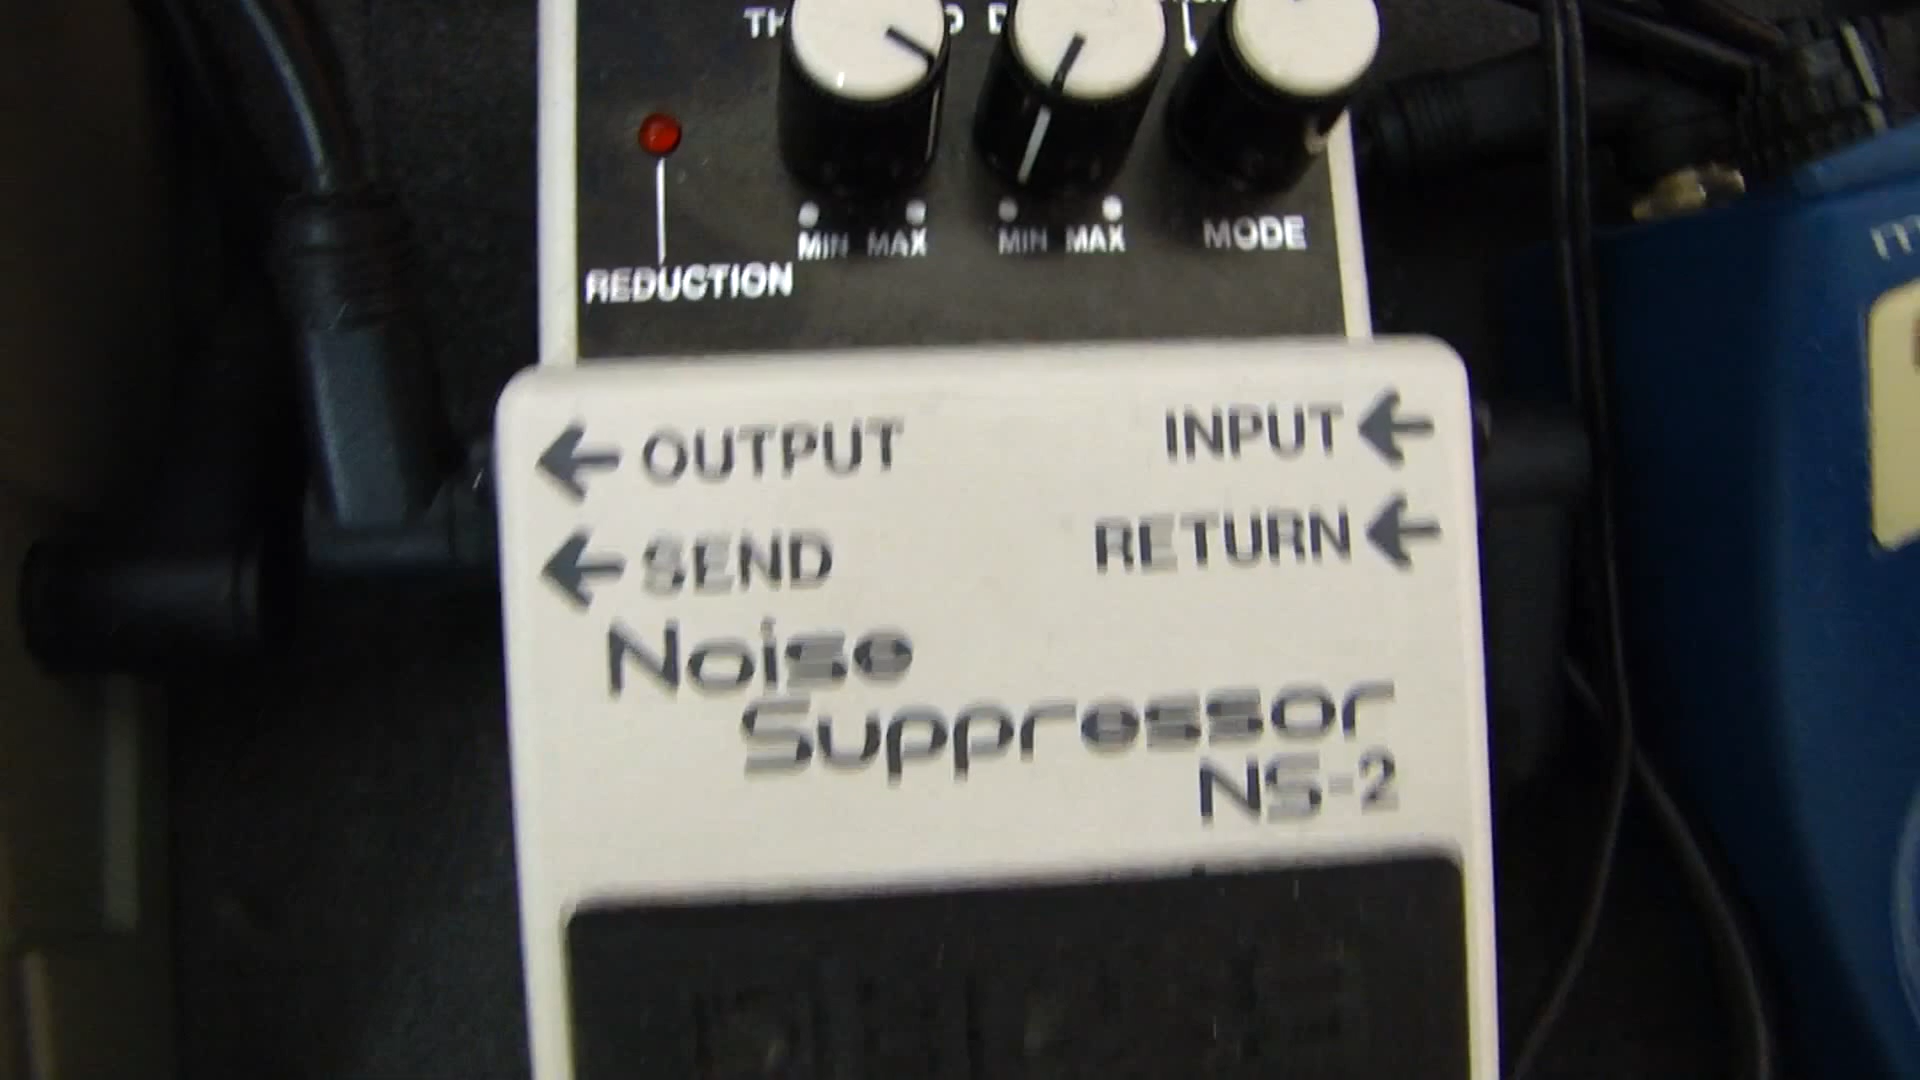 MIN MAX MIN MAX MODE
REDUCTION
OUTPUT INPUT
SEND RETURN
Noise
Suppressor
NS-2